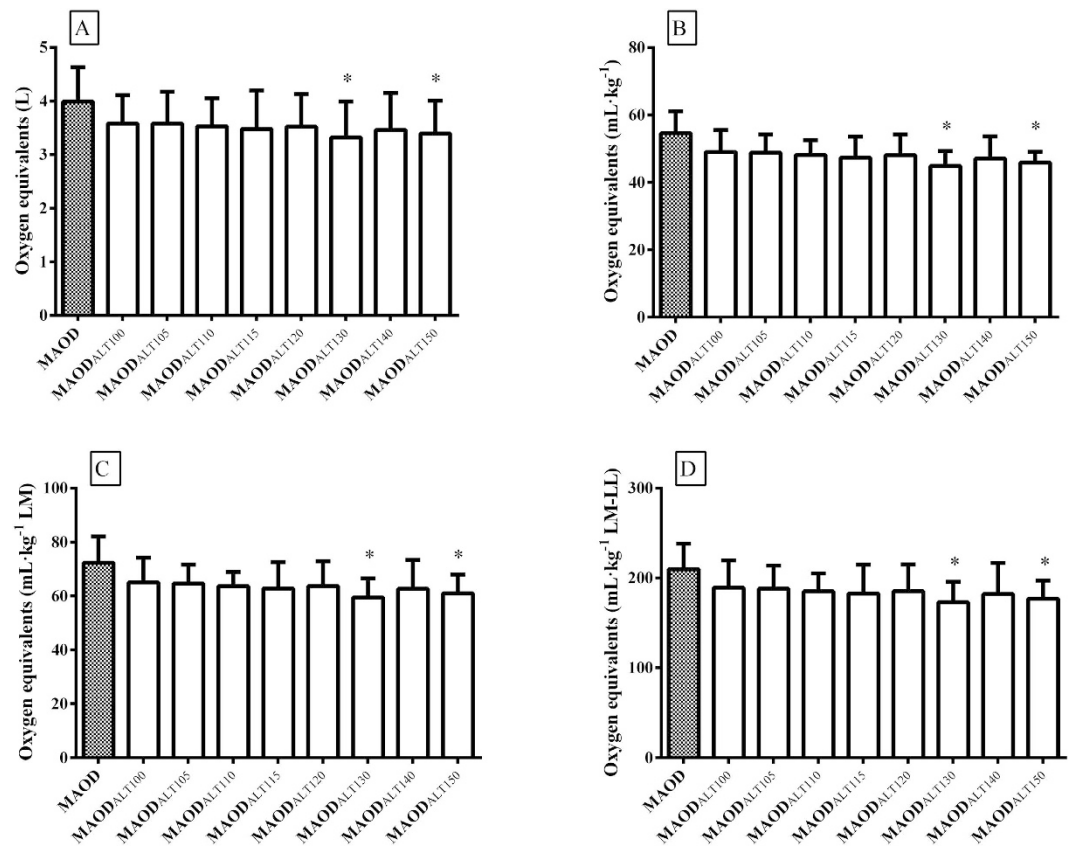 A
Oxygen equivalents (L)
5
4
3
2
1
0
* *
MAOD
MAODALT100
MAODALT105
MAODALT110
MAODALT115
MAODALT120
MAODALT130
MAODALT140
MAODALT150
B
Oxygen equivalents (mL·kg⁻¹)
80
60
40
20
0
* *
MAOD
MAODALT100
MAODALT105
MAODALT110
MAODALT115
MAODALT120
MAODALT130
MAODALT140
MAODALT150
C
Oxygen equivalents (mL·kg⁻¹ LM)
100
80
60
40
20
0
* *
MAOD
MAODALT100
MAODALT105
MAODALT110
MAODALT115
MAODALT120
MAODALT130
MAODALT140
MAODALT150
D
Oxygen equivalents (mL·kg⁻¹ LM-LL)
300
200
100
0
* *
MAOD
MAODALT100
MAODALT105
MAODALT110
MAODALT115
MAODALT120
MAODALT130
MAODALT140
MAODALT150